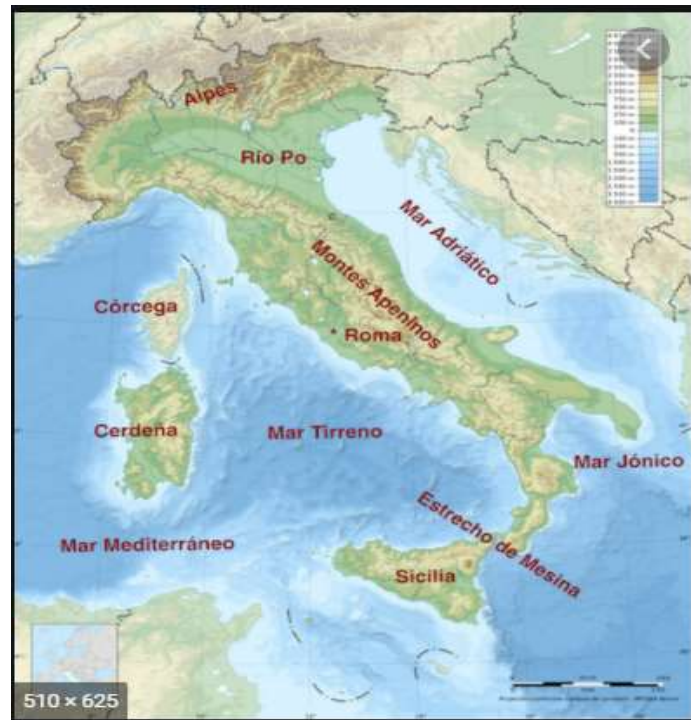 Alpes
Río Po
Mar Adriático
Montes Apeninos
Córcega
Roma
Cerdeña
Mar Tirreno
Mar Jónico
Estrecho de Mesina
Mar Mediterráneo
Sicilia
510 × 625